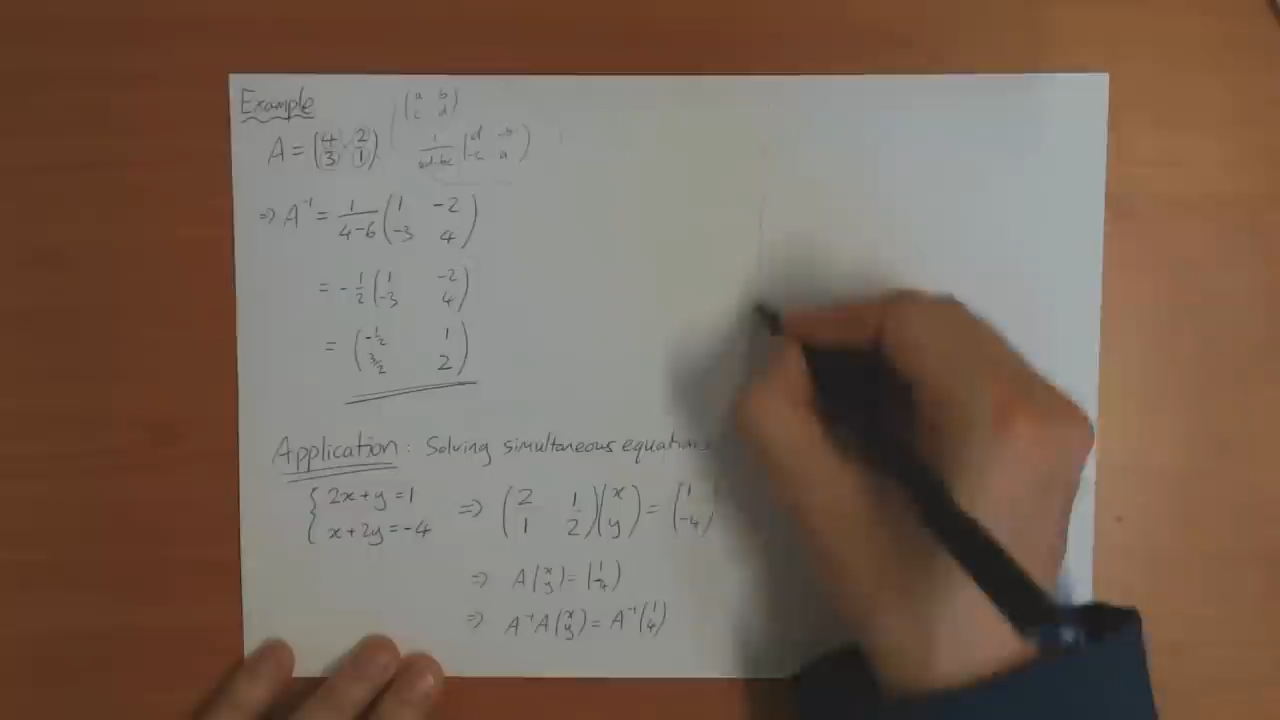 Example
(a b
c d)
A = (4 2
3 1)
1/ad-bc (d -b
-c a)
⇒ A⁻¹ = 1/4-6 (1 -2
-3 4)
= -1/2 (1 -2
-3 4)
= (-1/2 1
3/2 2)
Application: Solving simultaneous equations
{ 2x+y=1 ⇒ (2 1
1 2)(x
y) = (1
-4)
x+2y=-4
⇒ A(x
y) = (1
-4)
⇒ A⁻¹A(x
y) = A⁻¹(1
4)